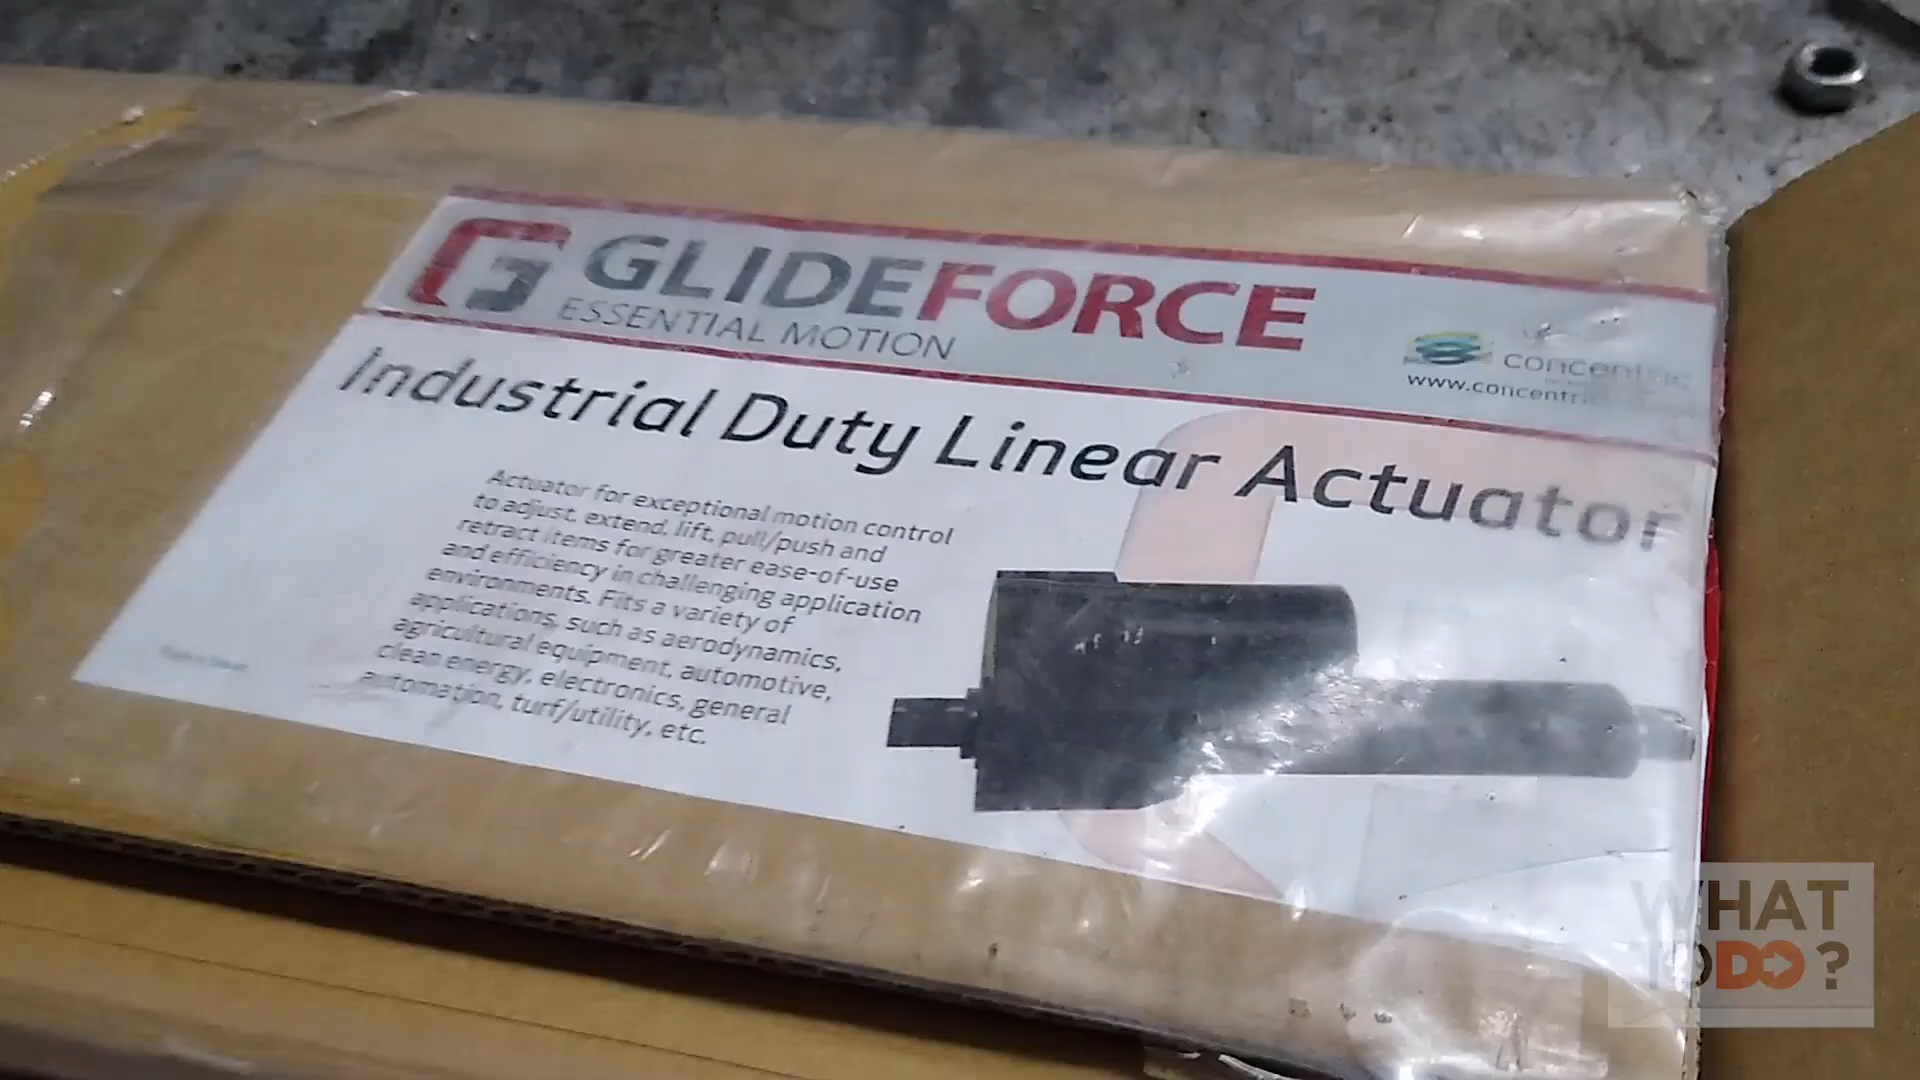 GLIDEFORCE
ESSENTIAL MOTION
concentric
www.concentri
Industrial Duty Linear Actuator
Actuator for exceptional motion control
to adjust, extend, lift, pull/push and
retract items for greater ease-of-use
and efficiency in challenging application
environments. Fits a variety of
applications, such as aerodynamics,
agricultural equipment, automotive,
clean energy, electronics, general
automation, turf/utility, etc.
WHAT
TODO?